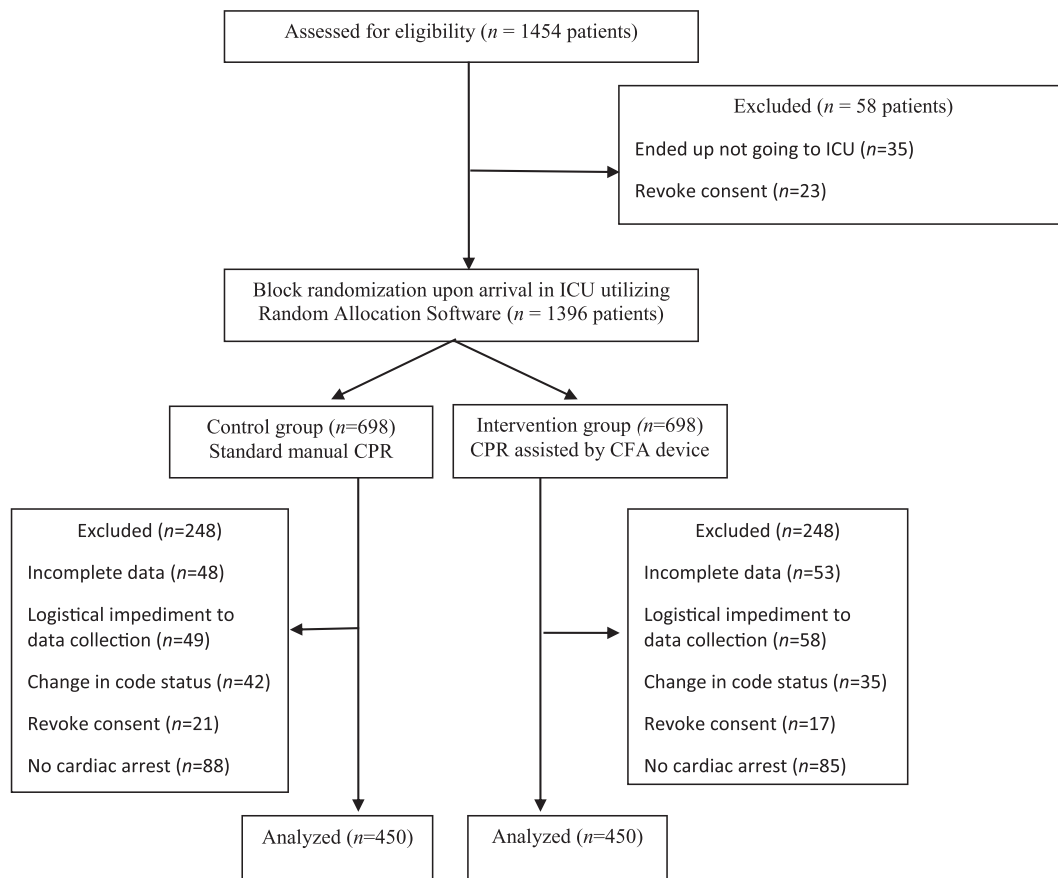 Assessed for eligibility (n = 1454 patients)
Excluded (n = 58 patients)
Ended up not going to ICU (n=35)
Revoke consent (n=23)
Block randomization upon arrival in ICU utilizing
Random Allocation Software (n = 1396 patients)
Control group (n=698)
Standard manual CPR
Intervention group (n=698)
CPR assisted by CFA device
Excluded (n=248)
Incomplete data (n=48)
Logistical impediment to
data collection (n=49)
Change in code status (n=42)
Revoke consent (n=21)
No cardiac arrest (n=88)
Excluded (n=248)
Incomplete data (n=53)
Logistical impediment to
data collection (n=58)
Change in code status (n=35)
Revoke consent (n=17)
No cardiac arrest (n=85)
Analyzed (n=450)
Analyzed (n=450)